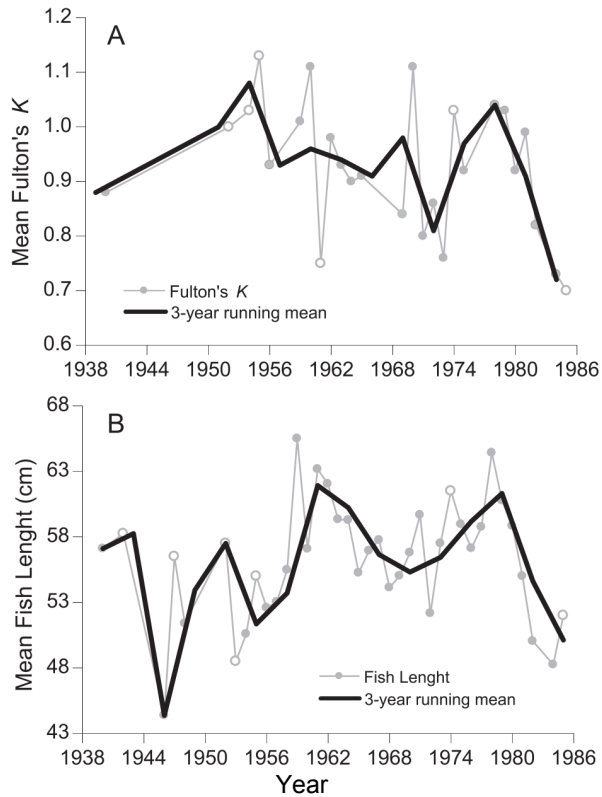 A
1.2
1.1
1.0
0.9
0.8
0.7
0.6
Mean Fulton's K
Fulton's K
3-year running mean
1938 1944 1950 1956 1962 1968 1974 1980 1986
B
68
63
58
53
48
43
Mean Fish Lenght (cm)
Fish Lenght
3-year running mean
1938 1944 1950 1956 1962 1968 1974 1980 1986
Year